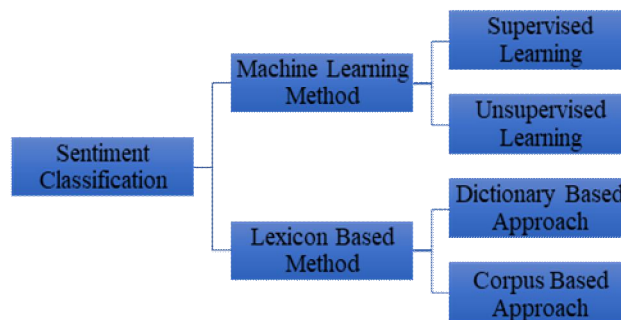 Sentiment
Classification
Machine Learning
Method
Supervised
Learning
Unsupervised
Learning
Lexicon Based
Method
Dictionary Based
Approach
Corpus Based
Approach